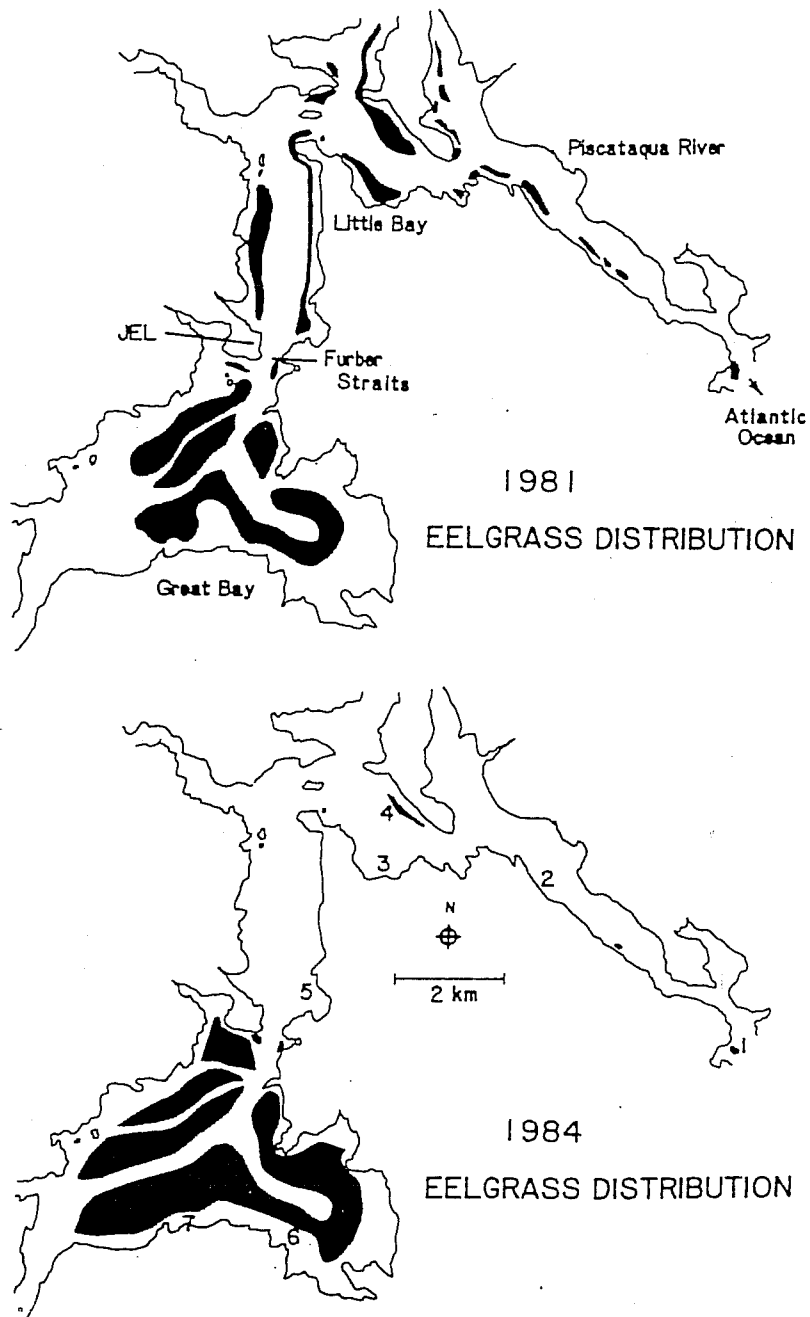 Piscataqua River
Little Bay
JEL
Furber
Straits
Atlantic
Ocean
1981
EELGRASS DISTRIBUTION
Great Bay
4
3
2
N
2 km
5
1
1984
EELGRASS DISTRIBUTION
7
6